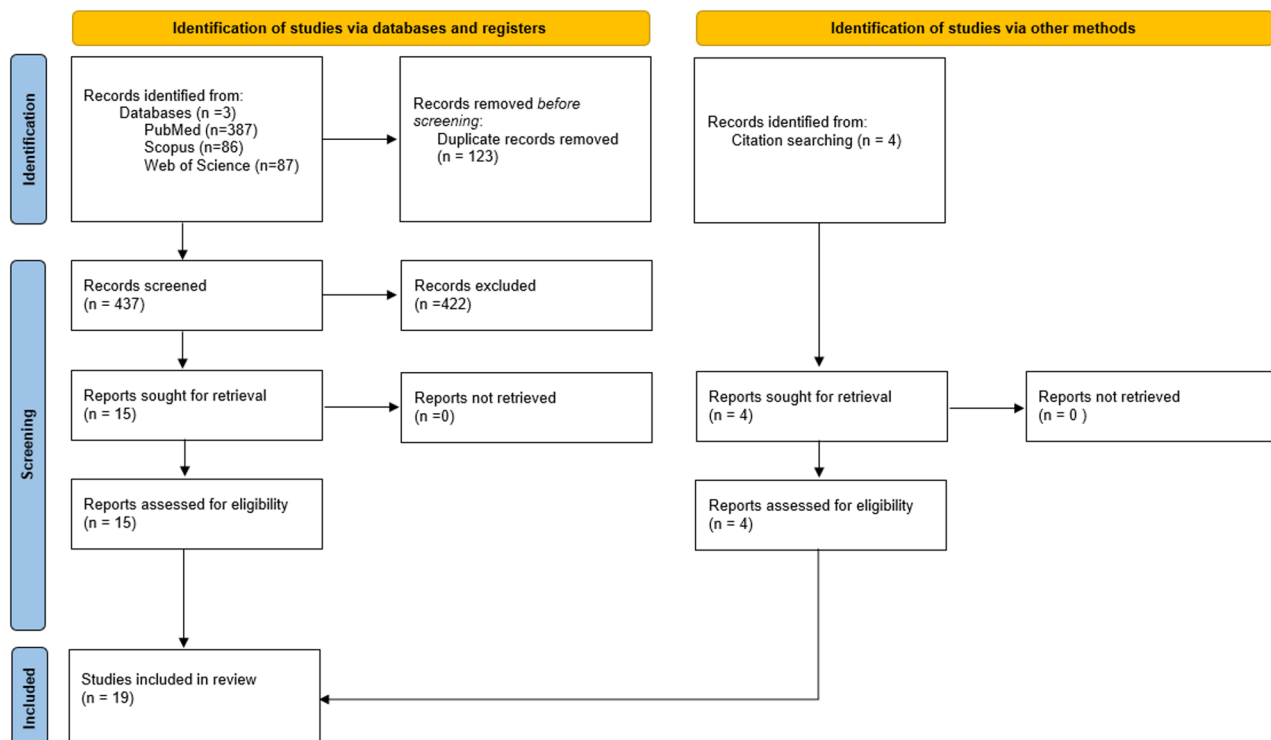 Identification of studies via databases and registers
Identification of studies via other methods
Identification
Records identified from:
Databases (n =3)
PubMed (n=387)
Scopus (n=86)
Web of Science (n=87)
Records removed before
screening:
Duplicate records removed
(n = 123)
Records identified from:
Citation searching (n = 4)
Screening
Records screened
(n = 437)
Records excluded
(n =422)
Reports sought for retrieval
(n = 15)
Reports not retrieved
(n =0)
Reports sought for retrieval
(n = 4)
Reports not retrieved
(n = 0 )
Reports assessed for eligibility
(n = 15)
Reports assessed for eligibility
(n = 4)
Included
Studies included in review
(n = 19)